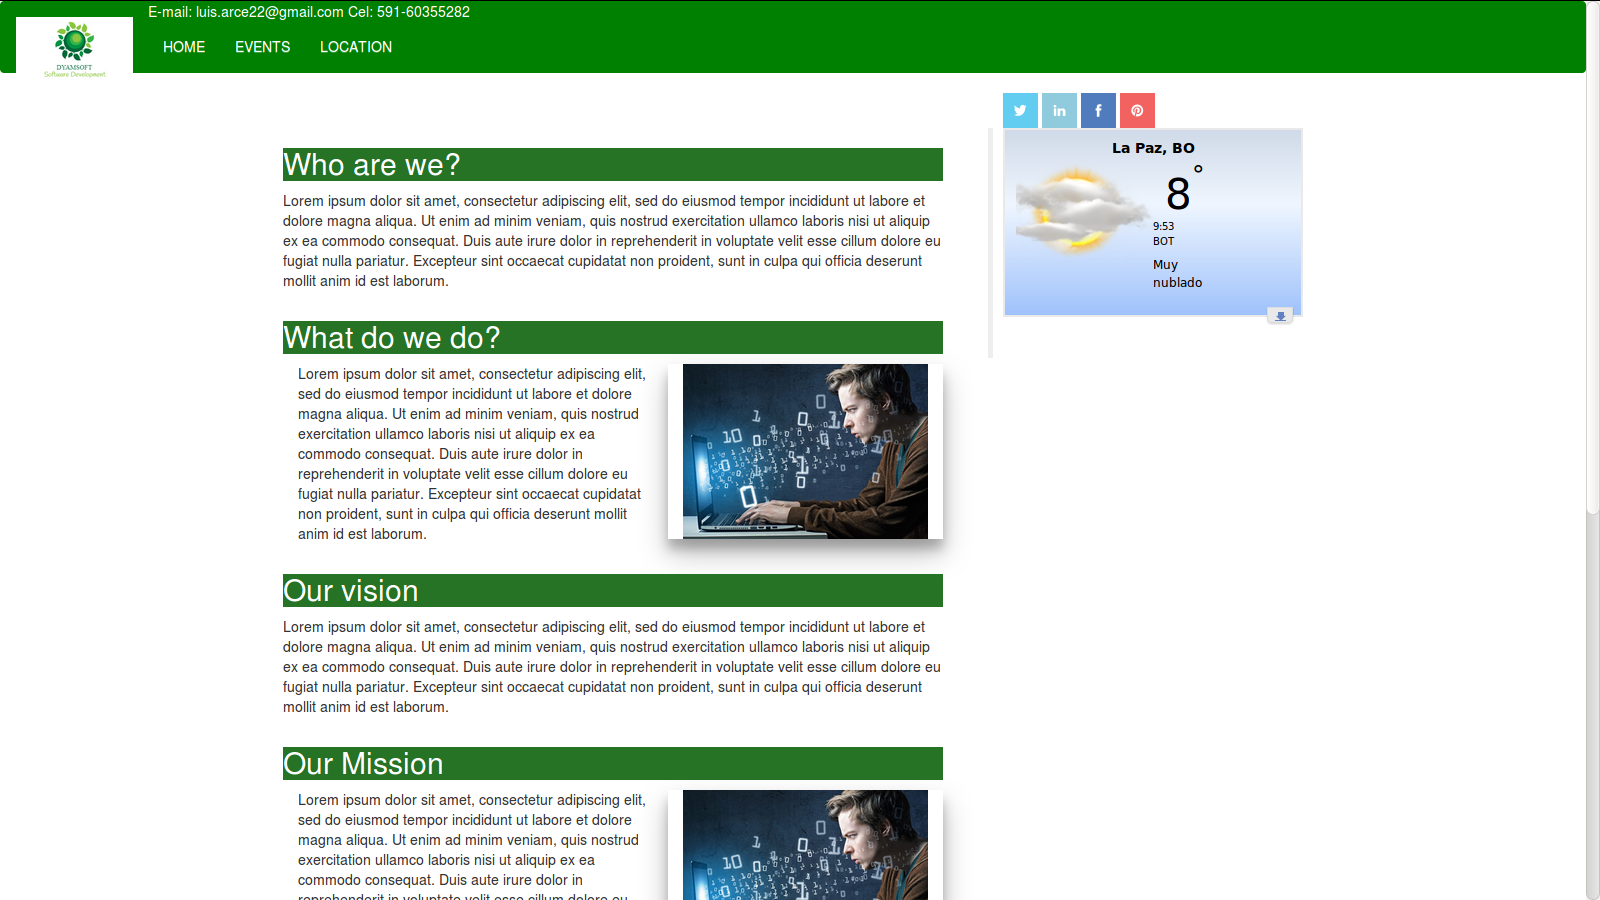 E-mail: luis.arce22@gmail.com Cel: 591-60355282
DYAMSOFT
Software Development
HOME EVENTS LOCATION
Who are we?
Lorem ipsum dolor sit amet, consectetur adipiscing elit, sed do eiusmod tempor incididunt ut labore et
dolore magna aliqua. Ut enim ad minim veniam, quis nostrud exercitation ullamco laboris nisi ut aliquip
ex ea commodo consequat. Duis aute irure dolor in reprehenderit in voluptate velit esse cillum dolore eu
fugiat nulla pariatur. Excepteur sint occaecat cupidatat non proident, sunt in culpa qui officia deserunt
mollit anim id est laborum.
What do we do?
Lorem ipsum dolor sit amet, consectetur adipiscing elit,
sed do eiusmod tempor incididunt ut labore et dolore
magna aliqua. Ut enim ad minim veniam, quis nostrud
exercitation ullamco laboris nisi ut aliquip ex ea
commodo consequat. Duis aute irure dolor in
reprehenderit in voluptate velit esse cillum dolore eu
fugiat nulla pariatur. Excepteur sint occaecat cupidatat
non proident, sunt in culpa qui officia deserunt mollit
anim id est laborum.
Our vision
Lorem ipsum dolor sit amet, consectetur adipiscing elit, sed do eiusmod tempor incididunt ut labore et
dolore magna aliqua. Ut enim ad minim veniam, quis nostrud exercitation ullamco laboris nisi ut aliquip
ex ea commodo consequat. Duis aute irure dolor in reprehenderit in voluptate velit esse cillum dolore eu
fugiat nulla pariatur. Excepteur sint occaecat cupidatat non proident, sunt in culpa qui officia deserunt
mollit anim id est laborum.
Our Mission
Lorem ipsum dolor sit amet, consectetur adipiscing elit,
sed do eiusmod tempor incididunt ut labore et dolore
magna aliqua. Ut enim ad minim veniam, quis nostrud
exercitation ullamco laboris nisi ut aliquip ex ea
commodo consequat. Duis aute irure dolor in
reprehenderit in voluptate velit esse cillum dolore eu
La Paz, BO
8°
9:53
BOT
Muy
nublado